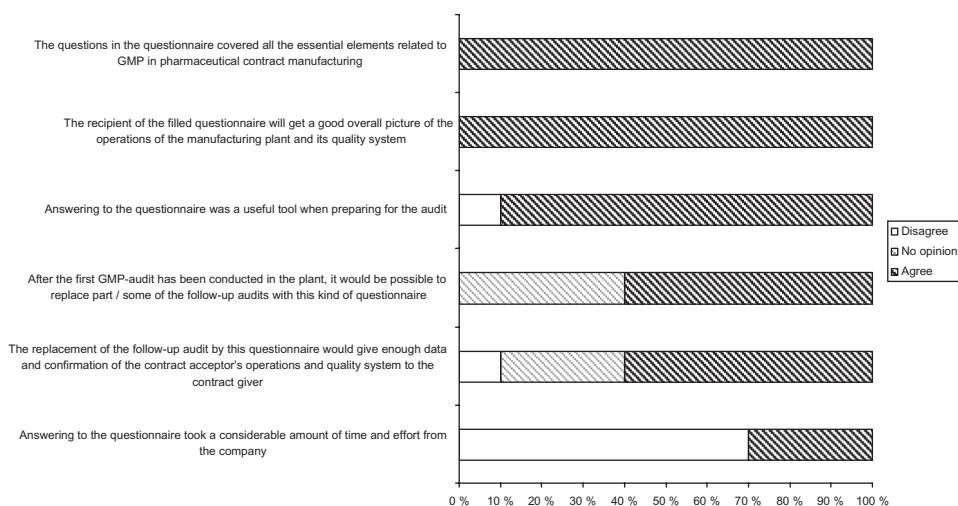 The questions in the questionnaire covered all the essential elements related to
GMP in pharmaceutical contract manufacturing
The recipient of the filled questionnaire will get a good overall picture of the
operations of the manufacturing plant and its quality system
Answering to the questionnaire was a useful tool when preparing for the audit
After the first GMP-audit has been conducted in the plant, it would be possible to
replace part / some of the follow-up audits with this kind of questionnaire
The replacement of the follow-up audit by this questionnaire would give enough data
and confirmation of the contract acceptor's operations and quality system to the
contract giver
Answering to the questionnaire took a considerable amount of time and effort from
the company
0 % 10 % 20 % 30 % 40 % 50 % 60 % 70 % 80 % 90 % 100 %
Disagree
No opinion
Agree